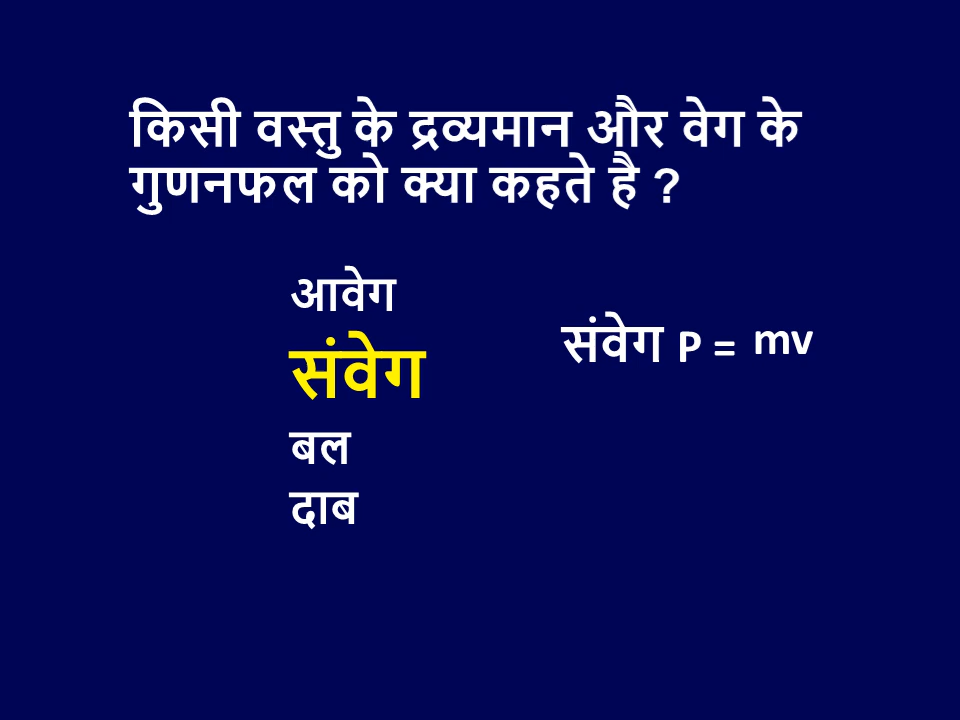 किसी वस्तु के द्रव्यमान और वेग के
गुणनफल को क्या कहते है ?
आवेग
संवेग
संवेग P = mv
बल
दाब